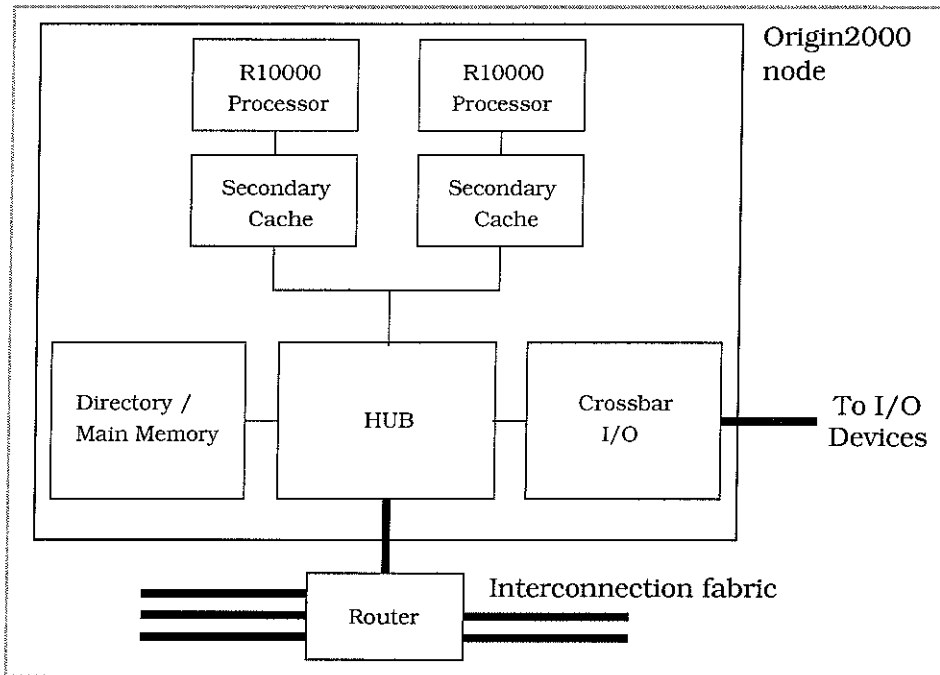 Origin2000
node
R10000
Processor
R10000
Processor
Secondary
Cache
Secondary
Cache
Directory /
Main Memory
HUB
Crossbar
I/O
To I/O
Devices
Interconnection fabric
Router